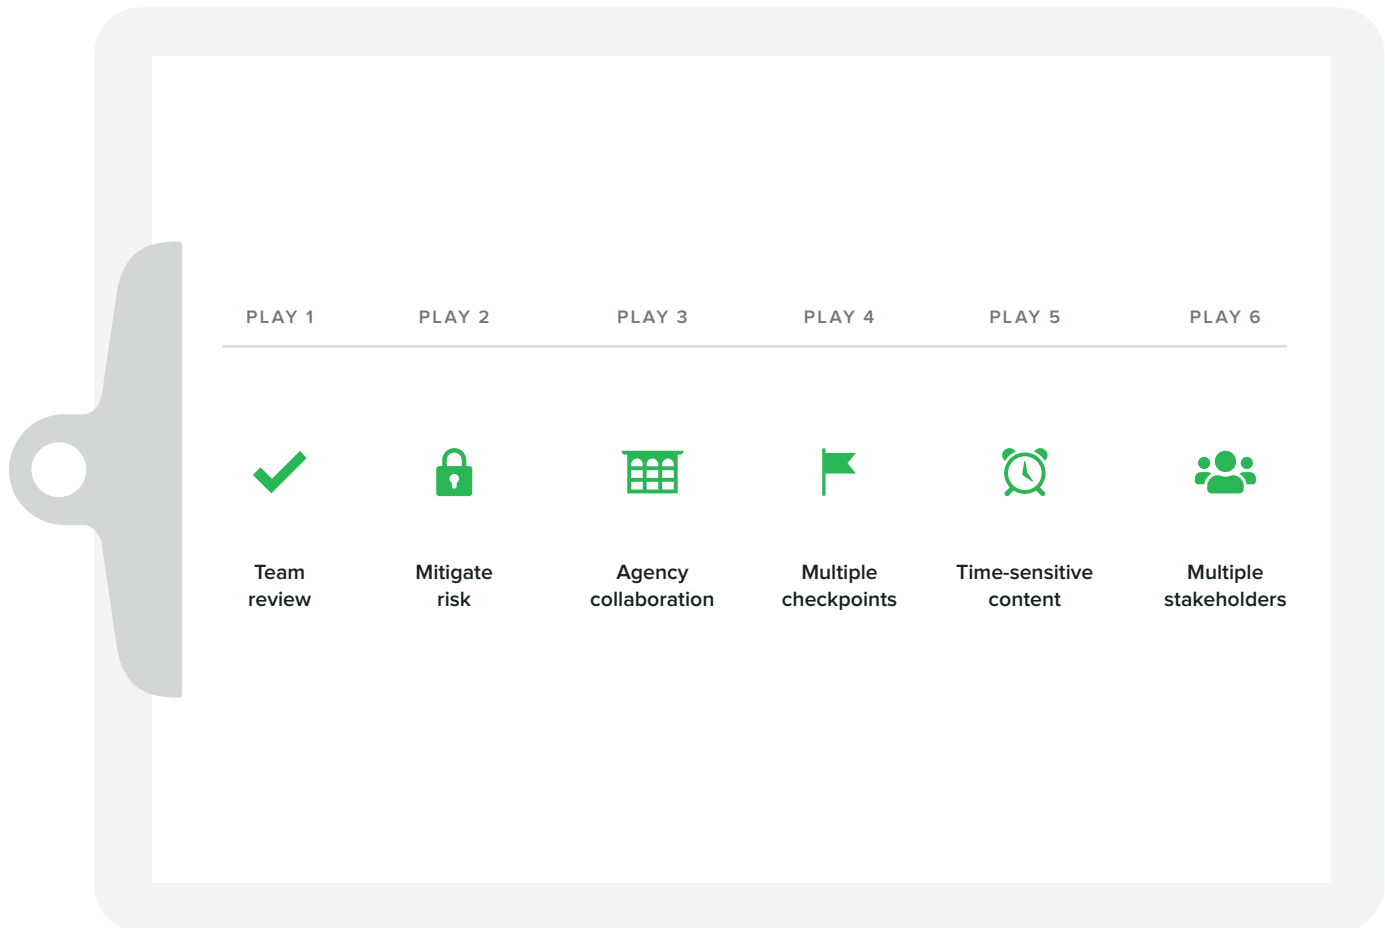 PLAY 1
PLAY 2
PLAY 3
PLAY 4
PLAY 5
PLAY 6
Team
review
Mitigate
risk
Agency
collaboration
Multiple
checkpoints
Time-sensitive
content
Multiple
stakeholders